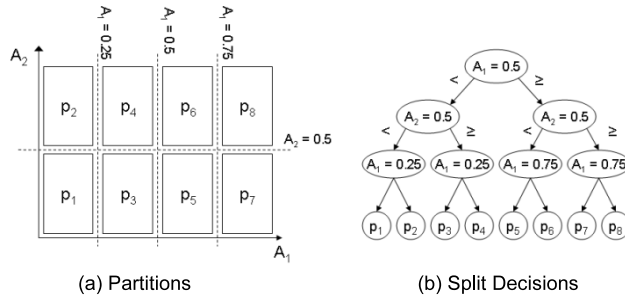 A₁ = 0.25
A₁ = 0.5
A₁ = 0.75
A₂
p₂ p₄ p₆ p₈
A₂ = 0.5
p₁ p₃ p₅ p₇
A₁
(a) Partitions
A₁ = 0.5
< ≥
A₂ = 0.5 A₂ = 0.5
< ≥ < ≥
A₁ = 0.25 A₁ = 0.25 A₁ = 0.75 A₁ = 0.75
p₁ p₂ p₃ p₄ p₅ p₆ p₇ p₈
(b) Split Decisions